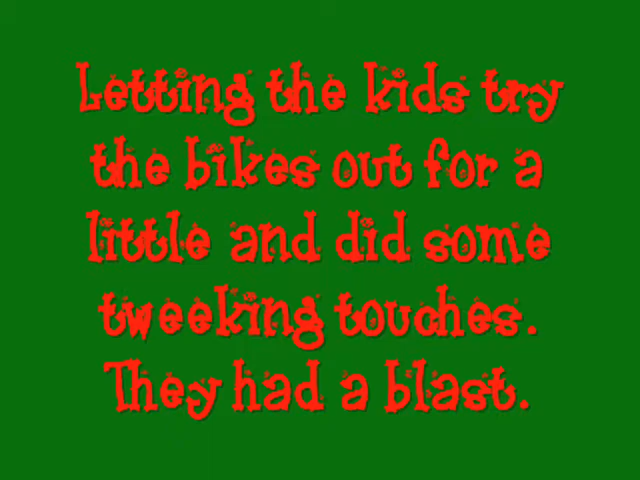 Letting the kids try
the bikes out for a
little and did some
tweeking touches.
They had a blast.